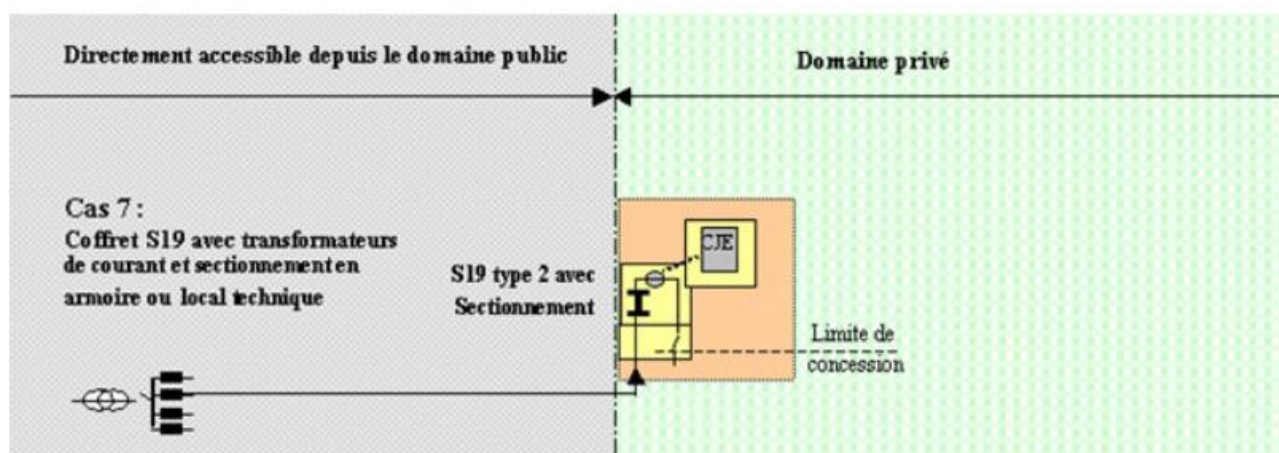 Directement accessible depuis le domaine public
Domaine privé
Cas 7 :
Coffret S19 avec transformateurs
de courant et sectionnement en
armoire ou local technique
S19 type 2 avec
Sectionnement
CJE
Limite de
concession